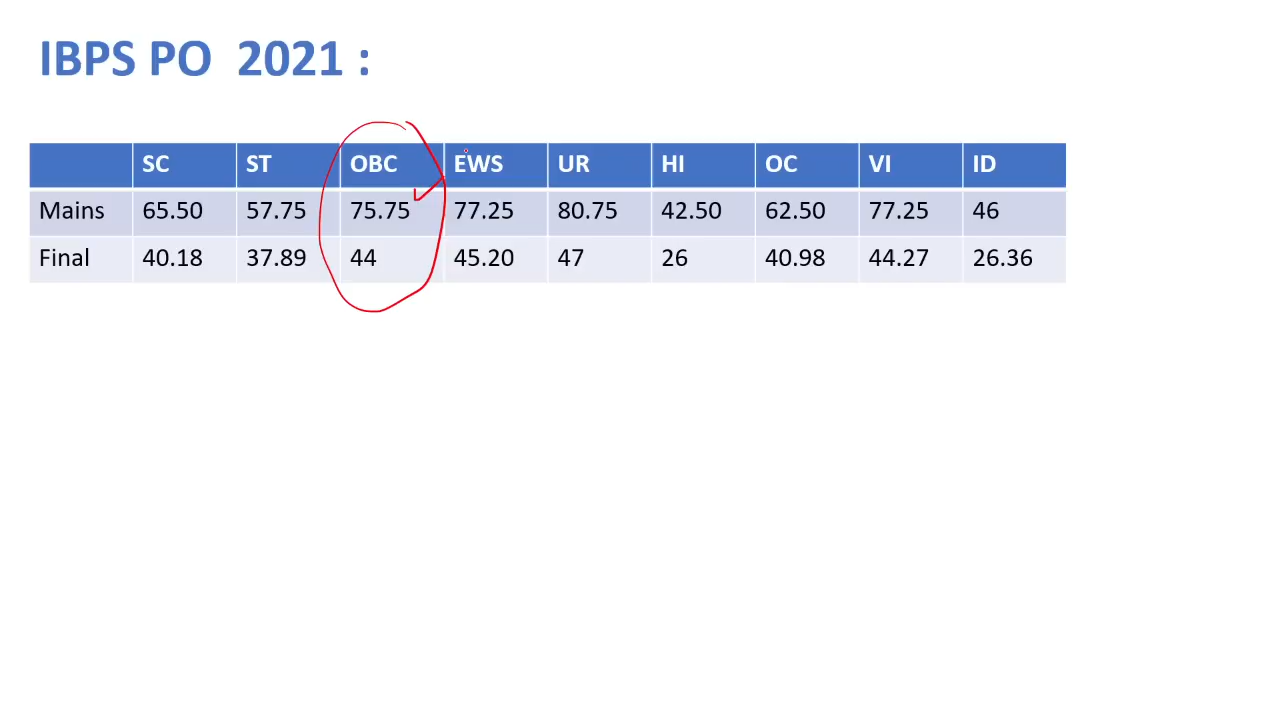 IBPS PO 2021 :
SC ST OBC EWS UR HI OC VI ID
Mains 65.50 57.75 75.75 77.25 80.75 42.50 62.50 77.25 46
Final 40.18 37.89 44 45.20 47 26 40.98 44.27 26.36